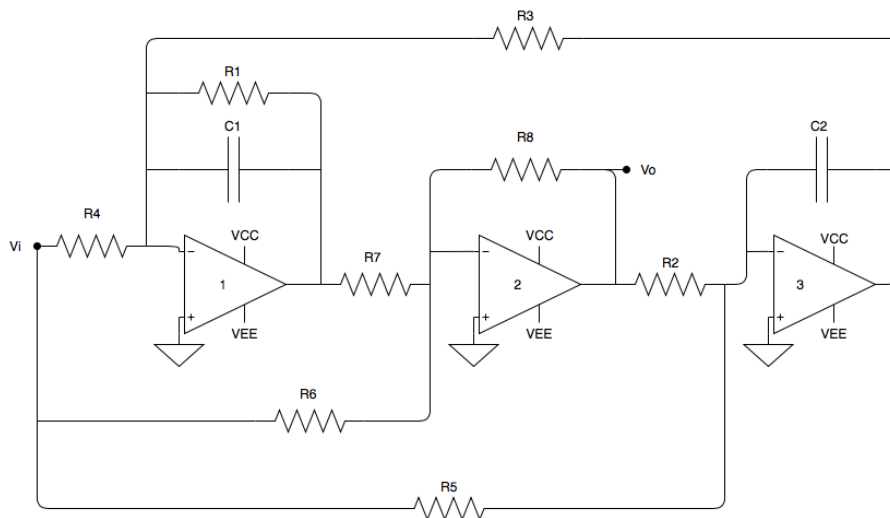 R3
R1
C1
R8
C2
Vo
R4
Vi
VCC
VCC
VCC
−
−
−
R7
R2
1
2
3
+
+
+
VEE
VEE
VEE
R6
R5